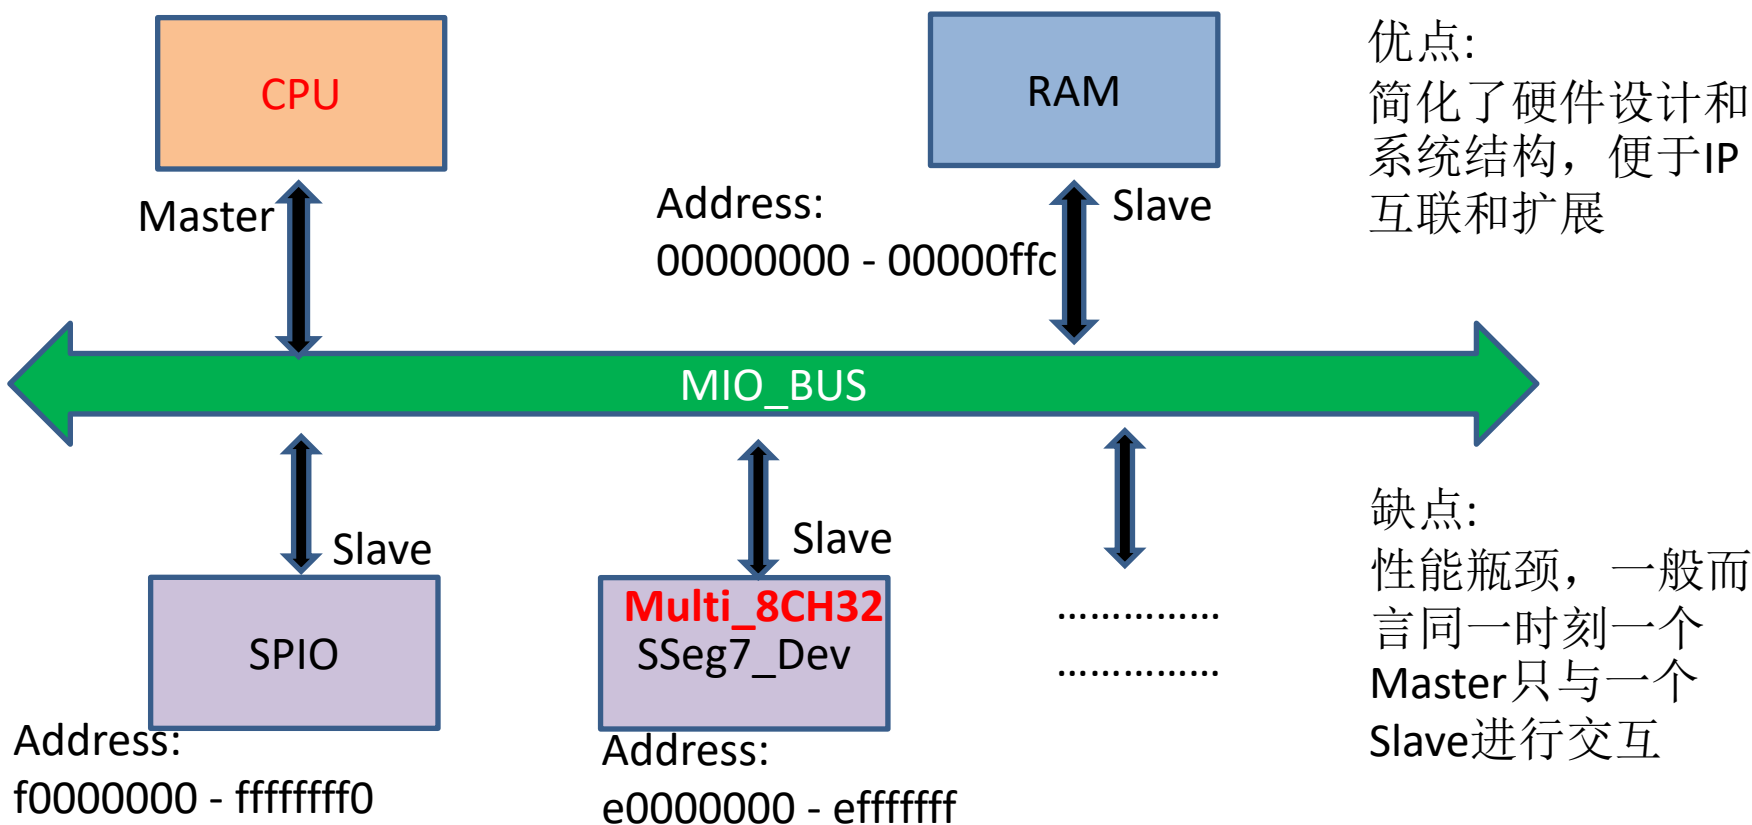 CPU
RAM
优点:
简化了硬件设计和
系统结构，便于IP
互联和扩展
Master
Address:
00000000 - 00000ffc
Slave
MIO_BUS
Slave
Slave
缺点:
性能瓶颈，一般而
言同一时刻一个
Master只与一个
Slave进行交互
SPIO
Multi_8CH32
SSeg7_Dev
……………
……………
Address:
f0000000 - ffffffff0
Address:
e0000000 - efffffff